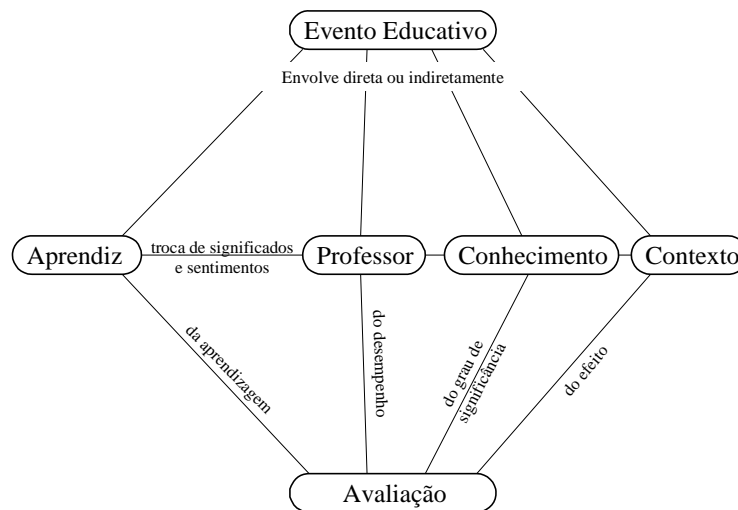 Evento Educativo
Envolve direta ou indiretamente
Aprendiz
troca de significados
e sentimentos
Professor
Conhecimento
Contexto
da aprendizagem
do desempenho
do grau de
significância
do efeito
Avaliação